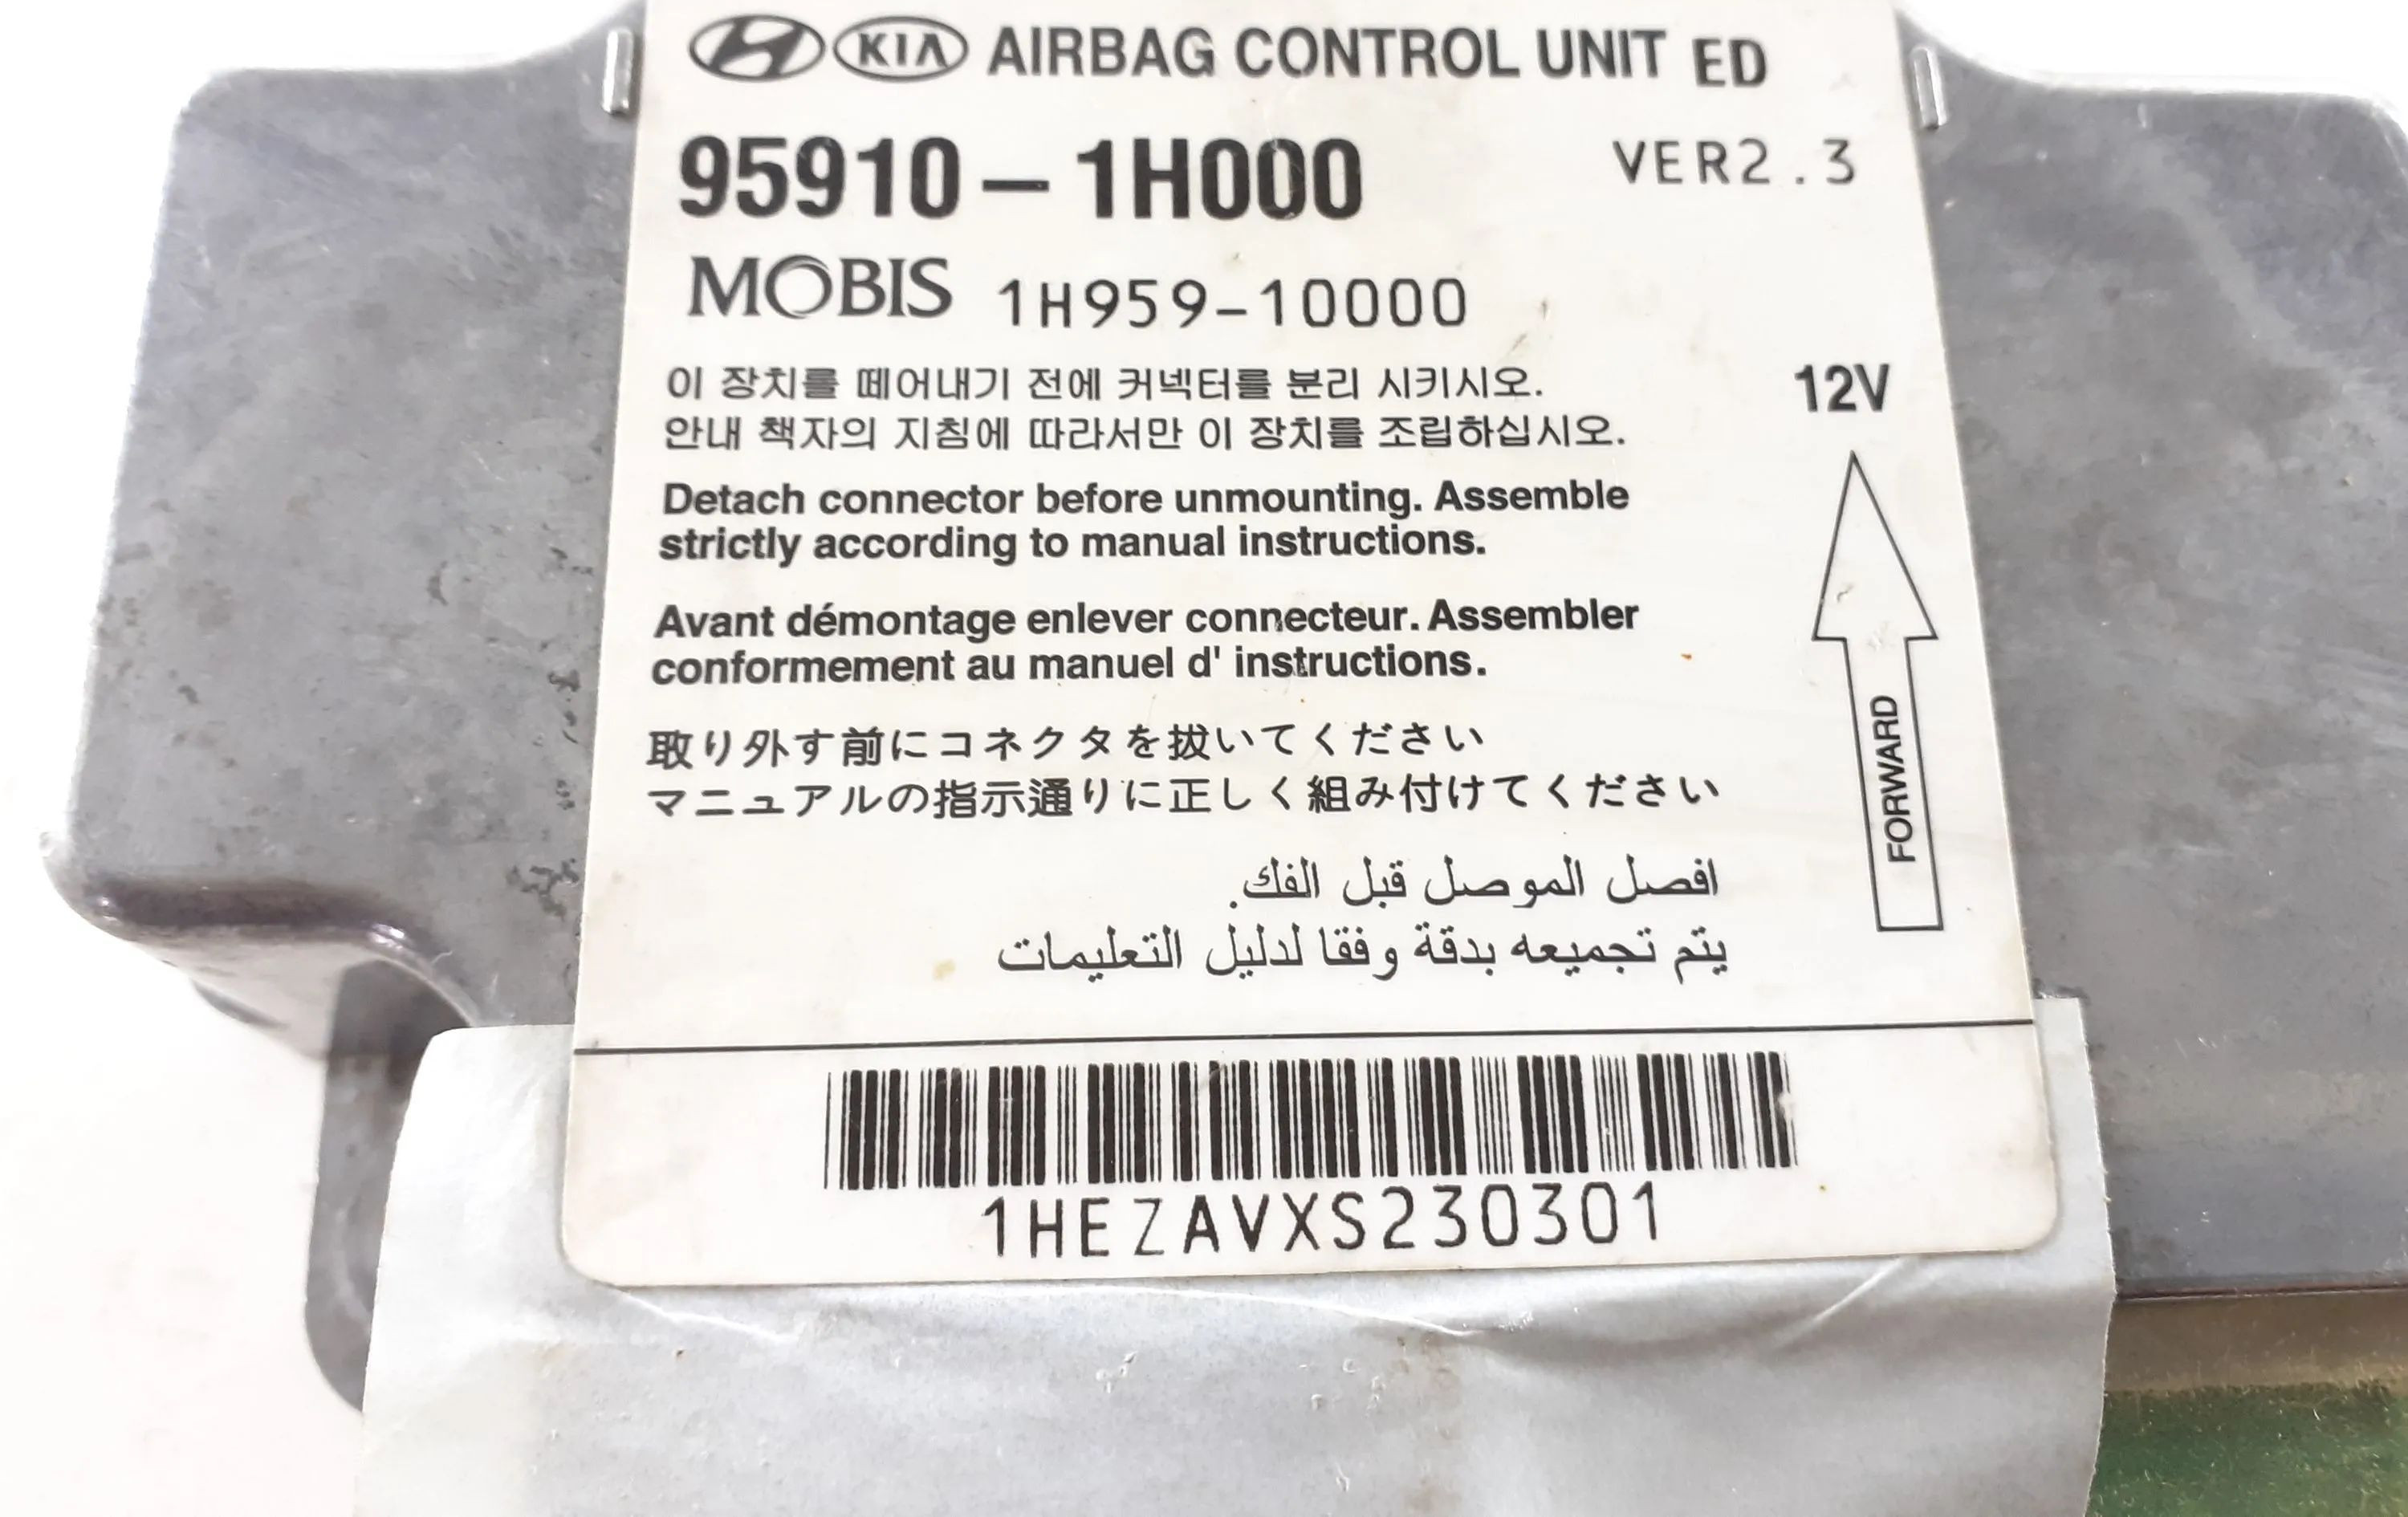 KIA AIRBAG CONTROL UNIT ED
95910-1H000 VER2.3
MOBIS 1H959-10000
이 장치를 떼어내기 전에 커넥터를 분리 시키시오.
안내 책자의 지침에 따라서만 이 장치를 조립하십시오.
12V
Detach connector before unmounting. Assemble
strictly according to manual instructions.
Avant démontage enlever connecteur. Assembler
conformement au manuel d' instructions.
取り外す前にコネクタを抜いてください
マニュアルの指示通りに正しく組み付けてください
FORWARD
افصل الموصل قبل الفك.
يتم تجميعه بدقة وفقا لدليل التعليمات
1HEZAVXS230301